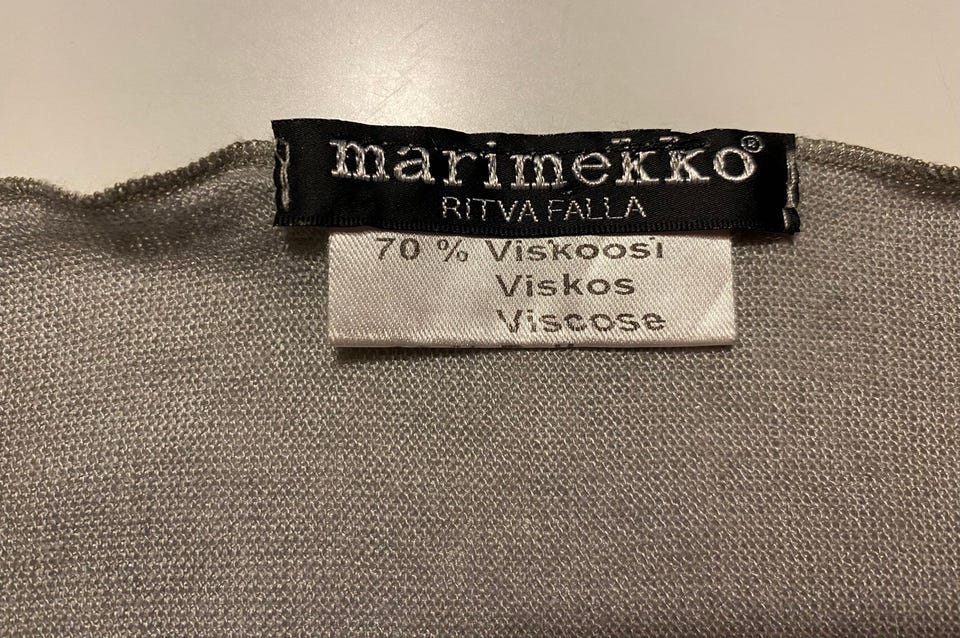 marimekko®
RITVA FALLA
70 % Viskoosi
Viskos
Viscose